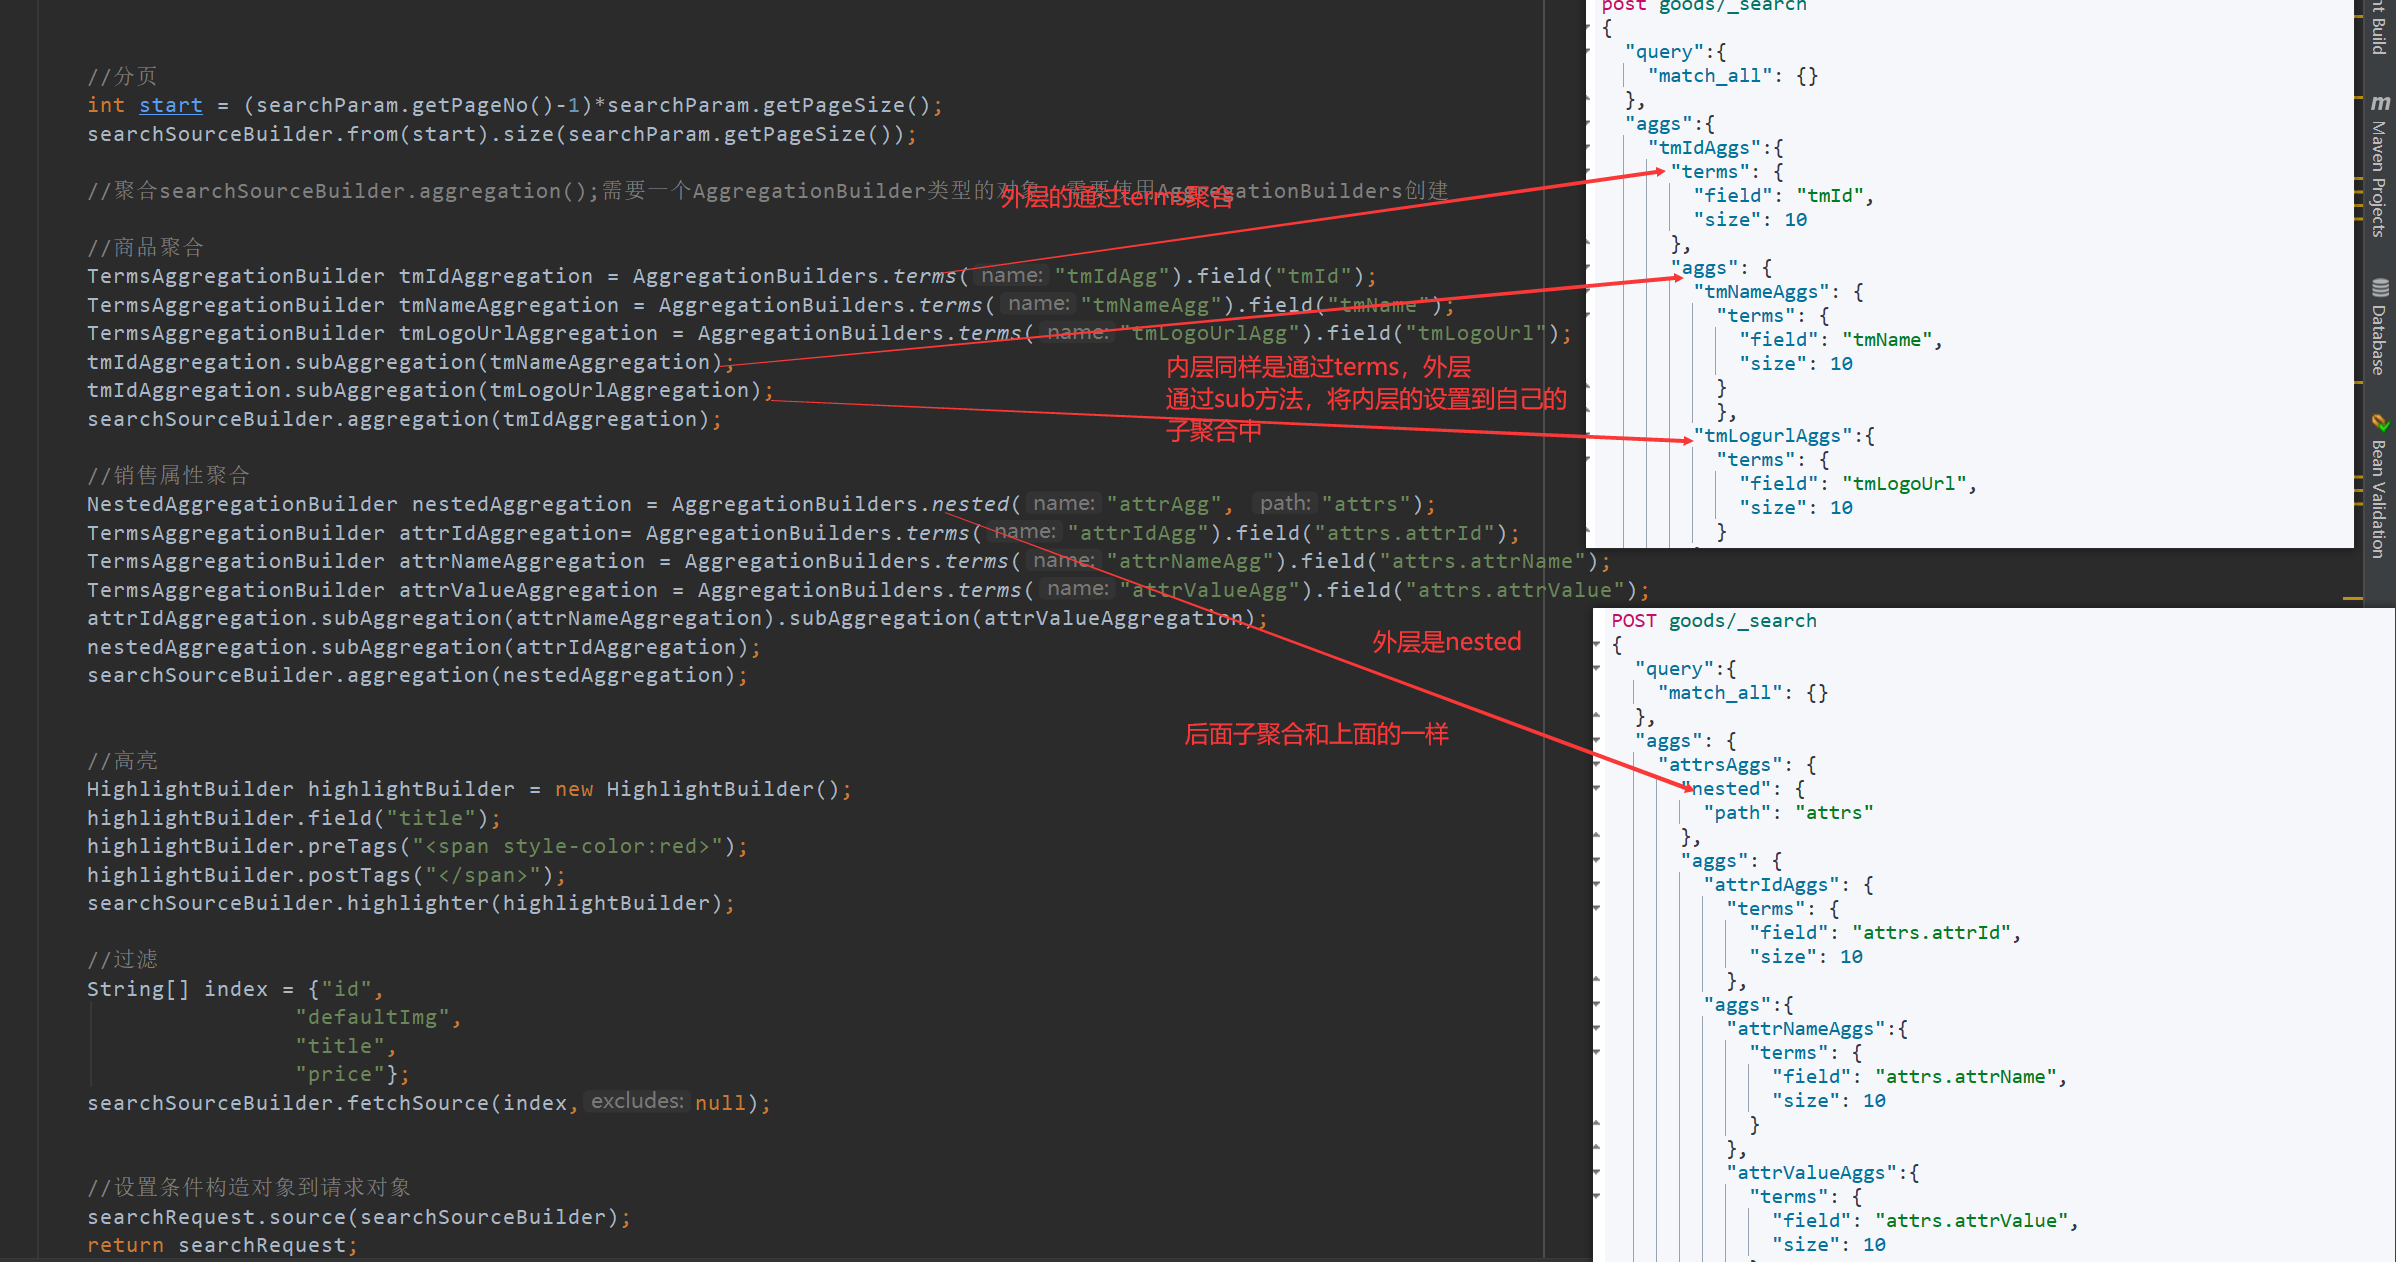 //分页
int start = (searchParam.getPageNo()-1)*searchParam.getPageSize();
searchSourceBuilder.from(start).size(searchParam.getPageSize());
//聚合searchSourceBuilder.aggregation();需要一个AggregationBuilder类型的对象 需要使用AggregationBuilders创建
外层的通过terms聚合
//商品聚合
TermsAggregationBuilder tmIdAggregation = AggregationBuilders.terms( name: "tmIdAgg").field("tmId");
TermsAggregationBuilder tmNameAggregation = AggregationBuilders.terms( name: "tmNameAgg").field("tmName");
TermsAggregationBuilder tmLogoUrlAggregation = AggregationBuilders.terms( name: "tmLogoUrlAgg").field("tmLogoUrl");
tmIdAggregation.subAggregation(tmNameAggregation);
tmIdAggregation.subAggregation(tmLogoUrlAggregation);
searchSourceBuilder.aggregation(tmIdAggregation);
内层同样是通过terms，外层
通过sub方法，将内层的设置到自己的
子聚合中
//销售属性聚合
NestedAggregationBuilder nestedAggregation = AggregationBuilders.nested( name: "attrAgg", path: "attrs");
TermsAggregationBuilder attrIdAggregation= AggregationBuilders.terms( name: "attrIdAgg").field("attrs.attrId");
TermsAggregationBuilder attrNameAggregation = AggregationBuilders.terms( name: "attrNameAgg").field("attrs.attrName");
TermsAggregationBuilder attrValueAggregation = AggregationBuilders.terms( name: "attrValueAgg").field("attrs.attrValue");
attrIdAggregation.subAggregation(attrNameAggregation).subAggregation(attrValueAggregation);
nestedAggregation.subAggregation(attrIdAggregation);
searchSourceBuilder.aggregation(nestedAggregation);
外层是nested
后面子聚合和上面的一样
//高亮
HighlightBuilder highlightBuilder = new HighlightBuilder();
highlightBuilder.field("title");
highlightBuilder.preTags("<span style-color:red>");
highlightBuilder.postTags("</span>");
searchSourceBuilder.highlighter(highlightBuilder);
//过滤
String[] index = {"id",
"defaultImg",
"title",
"price"};
searchSourceBuilder.fetchSource(index, excludes: null);
//设置条件构造对象到请求对象
searchRequest.source(searchSourceBuilder);
return searchRequest;
post goods/_search
{
"query":{
"match_all": {}
},
"aggs":{
"tmIdAggs":{
"terms": {
"field": "tmId",
"size": 10
},
"aggs": {
"tmNameAggs": {
"terms": {
"field": "tmName",
"size": 10
}
},
"tmLogurlAggs":{
"terms": {
"field": "tmLogoUrl",
"size": 10
}
POST goods/_search
{
"query":{
"match_all": {}
},
"aggs": {
"attrsAggs": {
"nested": {
"path": "attrs"
},
"aggs": {
"attrIdAggs": {
"terms": {
"field": "attrs.attrId",
"size": 10
},
"aggs":{
"attrNameAggs":{
"terms": {
"field": "attrs.attrName",
"size": 10
}
},
"attrValueAggs":{
"terms": {
"field": "attrs.attrValue",
"size": 10
Build
Maven Projects
Database
Bean Validation